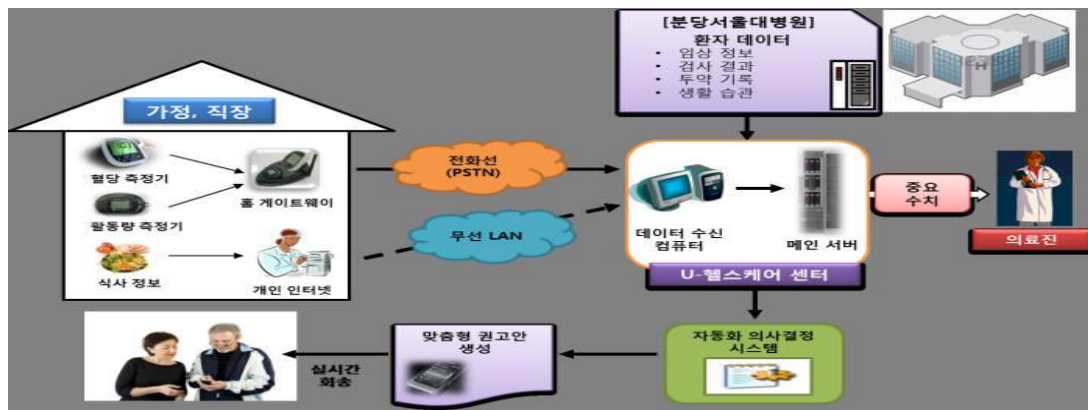 [분당서울대병원]
환자 데이터
• 임상 정보
• 검사 결과
• 투약 기록
• 생활 습관
가정, 직장
혈당 측정기
홈 게이트웨이
활동량 측정기
식사 정보
개인 인터넷
전화선
(PSTN)
무선 LAN
데이터 수신
컴퓨터
메인 서버
U-헬스케어 센터
중요
수치
의료진
자동화 의사결정
시스템
맞춤형 권고안
생성
실시간
회송